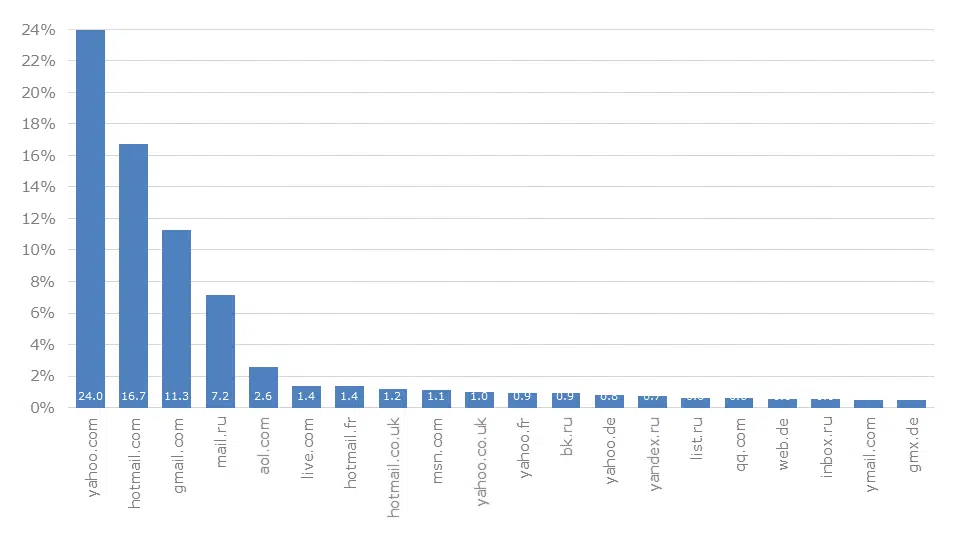 24%
22%
20%
18%
16%
14%
12%
10%
8%
6%
4%
2%
0%
24.0 16.7 11.3 7.2 2.6 1.4 1.4 1.2 1.1 1.0 0.9 0.9 0.8 0.7
yahoo.com
hotmail.com
gmail.com
mail.ru
aol.com
live.com
hotmail.fr
hotmail.co.uk
msn.com
yahoo.co.uk
yahoo.fr
bk.ru
yahoo.de
yandex.ru
list.ru
qq.com
web.de
inbox.ru
ymail.com
gmx.de